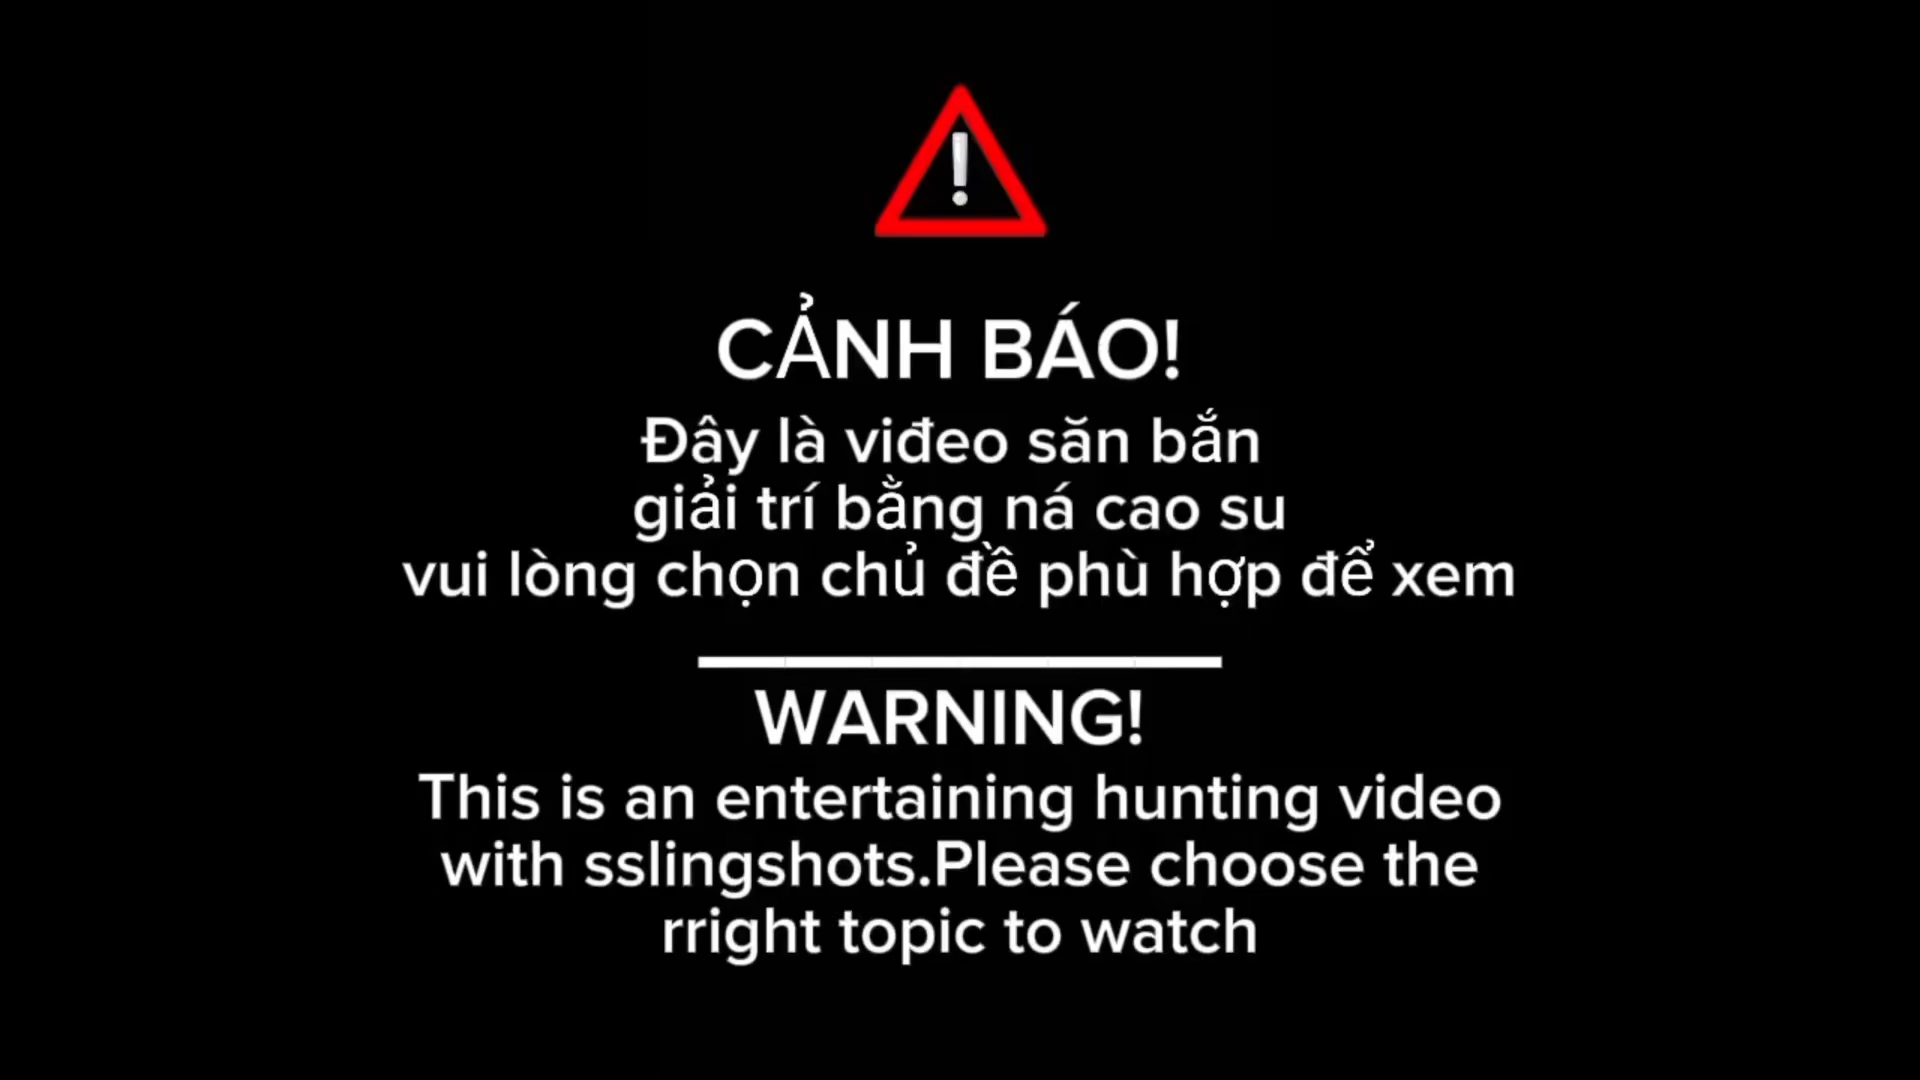 CẢNH BÁO!
Đây là viđeo săn bắn
giải trí bằng ná cao su
vui lòng chọn chủ đề phù hợp để xem
WARNING!
This is an entertaining hunting video
with sslingshots.Please choose the
rright topic to watch